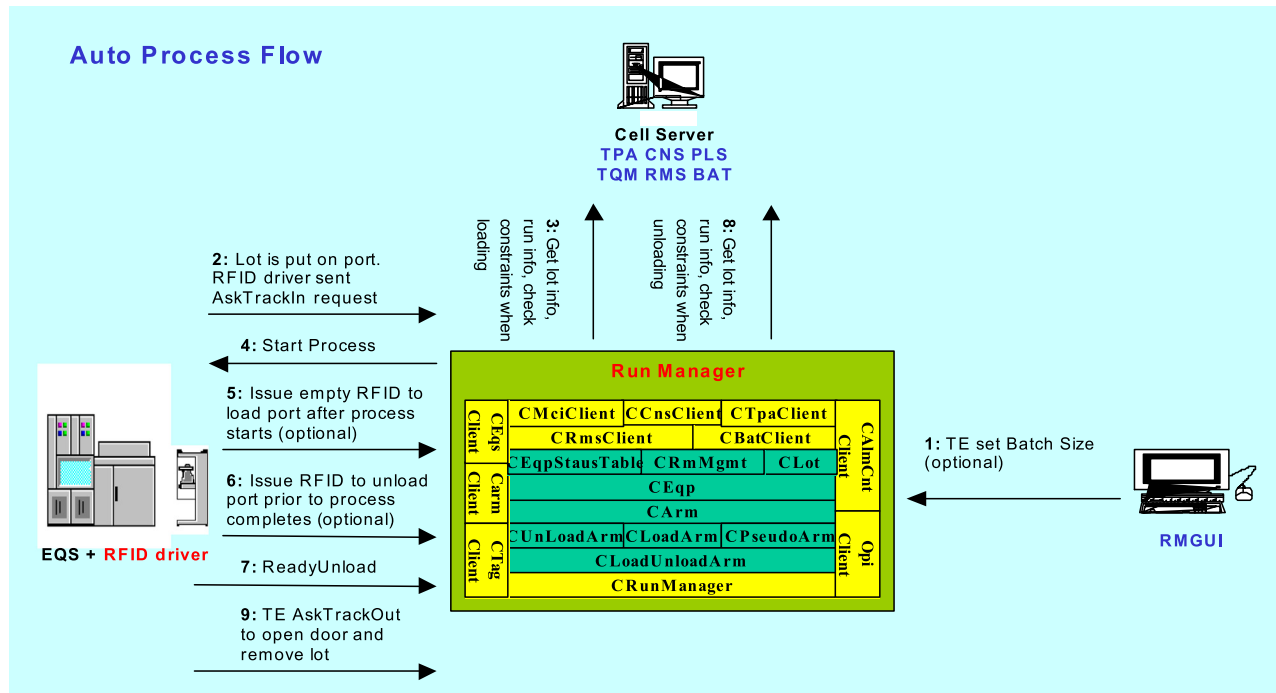 Auto Process Flow
Cell Server
TPA CNS PLS
TQM RMS BAT
3: Get lot info,
run info, check
constraints when
loading
8: Get lot info,
run info, check
constraints when
unloading
2: Lot is put on port.
RFID driver sent
AskTrackIn request
4: Start Process
5: Issue empty RFID to
load port after process
starts (optional)
6: Issue RFID to unload
port prior to process
completes (optional)
EQS + RFID driver
7: ReadyUnload
9: TE AskTrackOut
to open door and
remove lot
Run Manager
CEqs
Client
Carm
Client
CTag
Client
CMciClient CCnsClient CTpaClient
CRmsClient CBatClient
CEqpStausTable CRmMgmt CLot
CEqp
CArm
CUnLoadArm CLoadArm CPseudoArm
CLoadUnloadArm
CRunManager
CAlmCnt
Client
Opi
Client
1: TE set Batch Size
(optional)
RMGUI